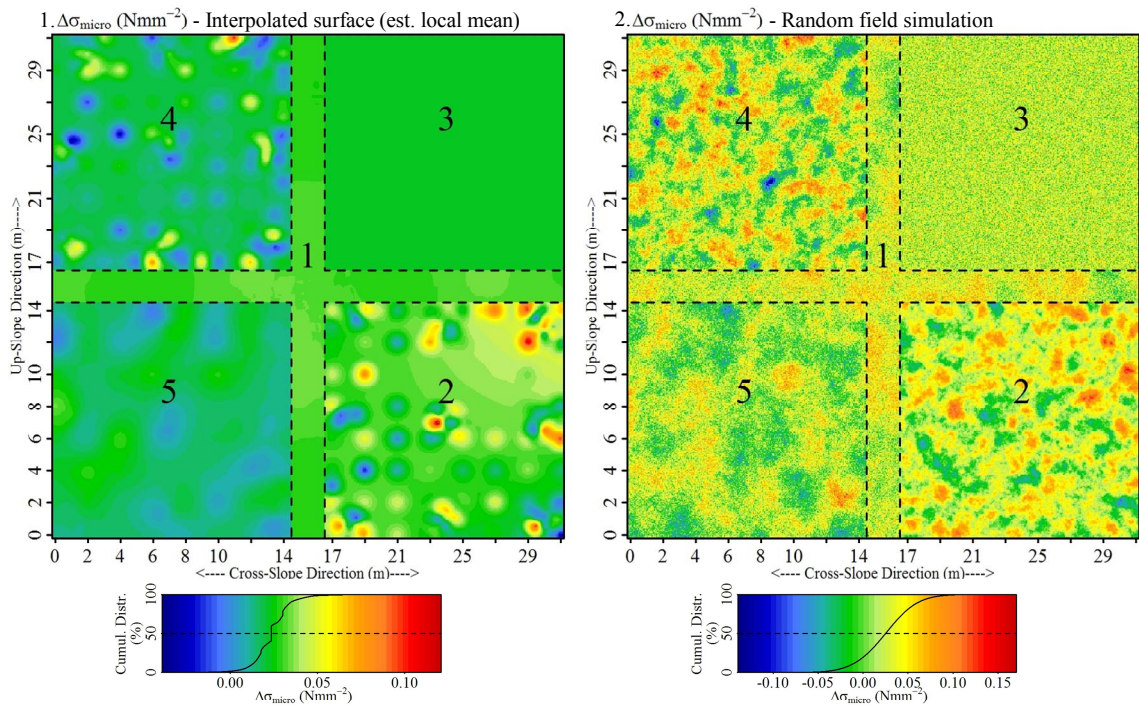 1. Δσmicro (Nmm−2) - Interpolated surface (est. local mean)
2. Δσmicro (Nmm−2) - Random field simulation
Up-Slope Direction (m)---->
29
25
21
17
14
10
8
6
4
2
0
4
3
1
5
2
0 2 4 6 8 10 14 17 21 25 29
<---- Cross-Slope Direction (m)---->
Up-Slope Direction (m)---->
29
25
21
17
14
10
8
6
4
2
0
4
3
1
5
2
0 2 4 6 8 10 14 17 21 25 29
<---- Cross-Slope Direction (m)---->
Cumul. Distr.
(%)
0 50 100
0.00 0.05 0.10
Δσmicro (Nmm−2)
Cumul. Distr.
(%)
0 50 100
-0.10 -0.05 0.00 0.05 0.10 0.15
Δσmicro (Nmm−2)